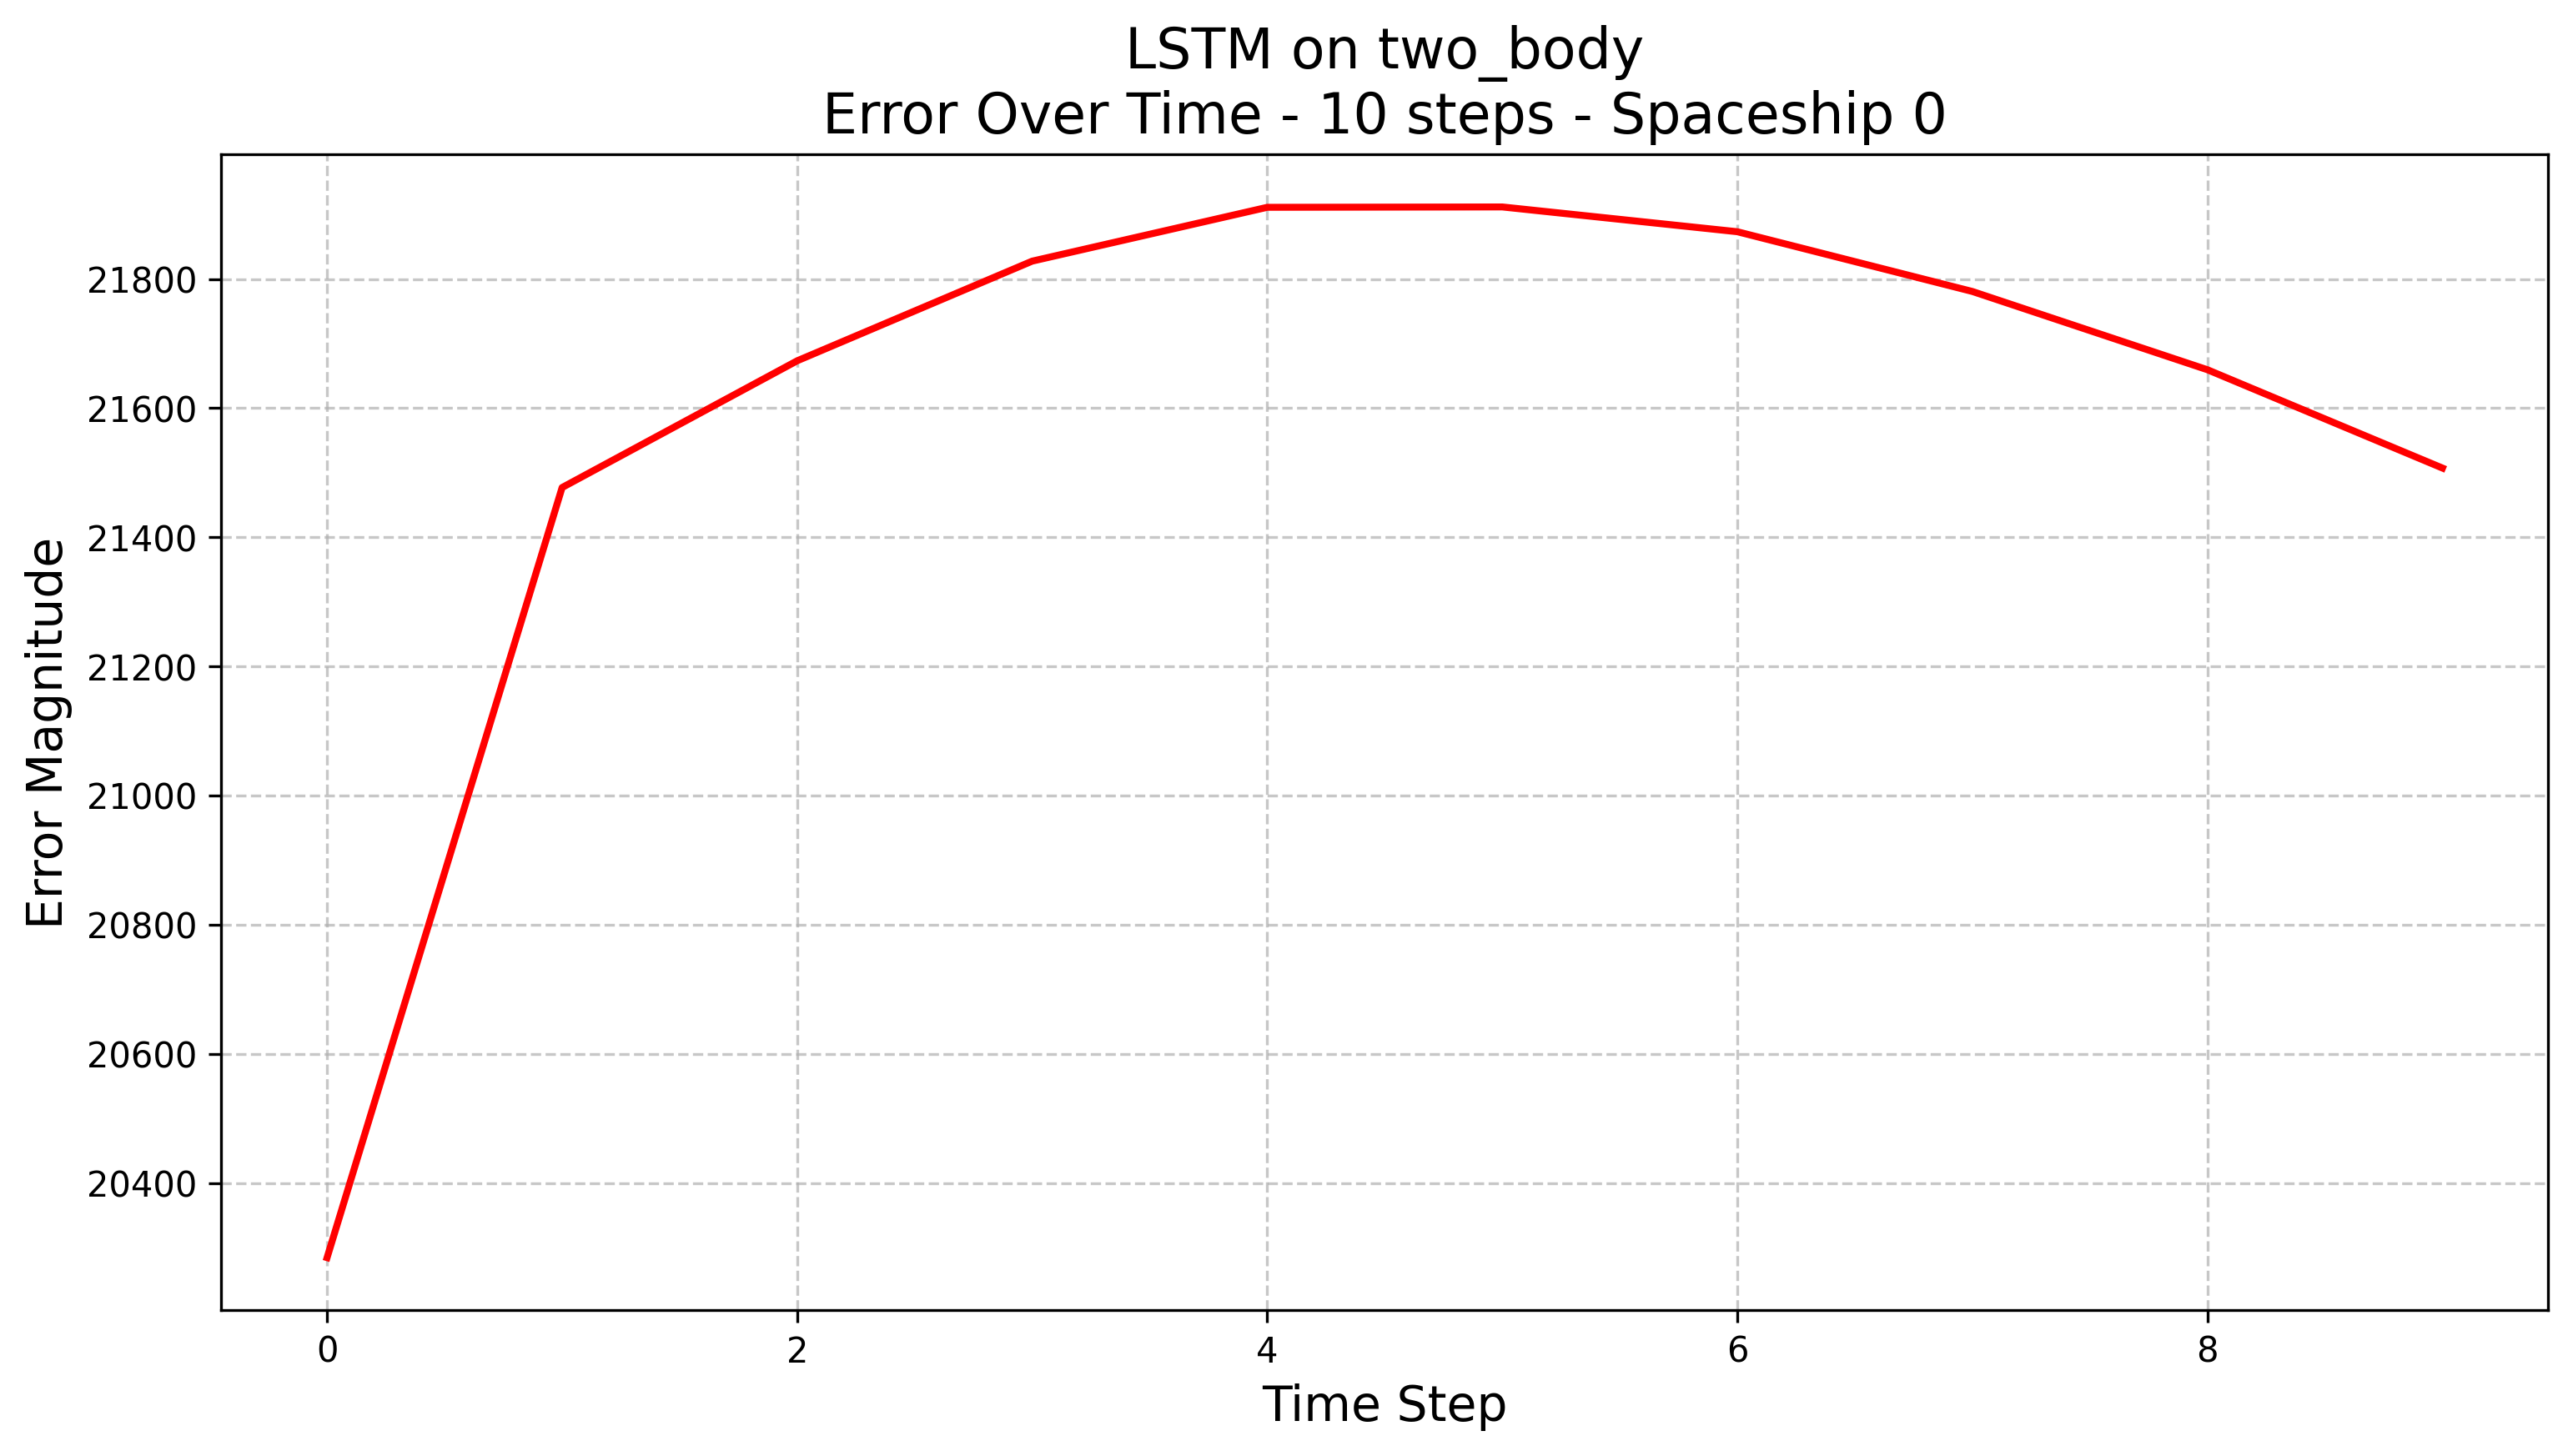 LSTM on two_body
Error Over Time - 10 steps - Spaceship 0
Error Magnitude
21800
21600
21400
21200
21000
20800
20600
20400
0 2 4 6 8
Time Step